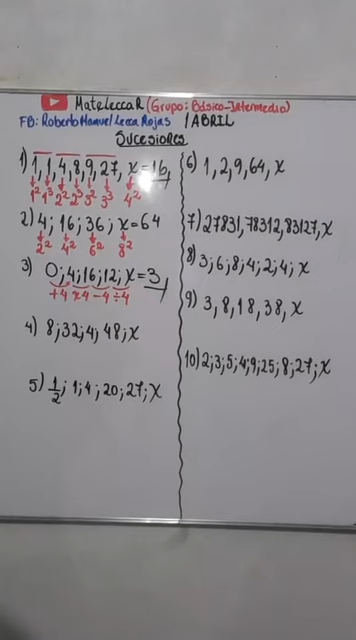 MateLeccaR (Grupo: Básico-Intermedia)
FB: Roberto Manuel Lecca Rojas / ABRIL
Sucesiones
1) 1, 1, 4, 8, 9, 27, x = 16
1² 1³ 2² 2³ 3² 3³ 4²
2) 4; 16; 36; x = 64
2² 4² 6² 8²
3) 0; 4; 16; 12; x = 3
+4 ×4 -4 ÷4
4) 8; 32; 4; 48; x
5) 1/2; 1; 4; 20; 27; x
6) 1, 2, 9, 64, x
7) 27831, 78312, 83127, x
8) 3; 6; 8; 4; 2; 4; x
9) 3, 8, 18, 38, x
10) 2; 3; 5; 4; 9; 25; 8; 27; x